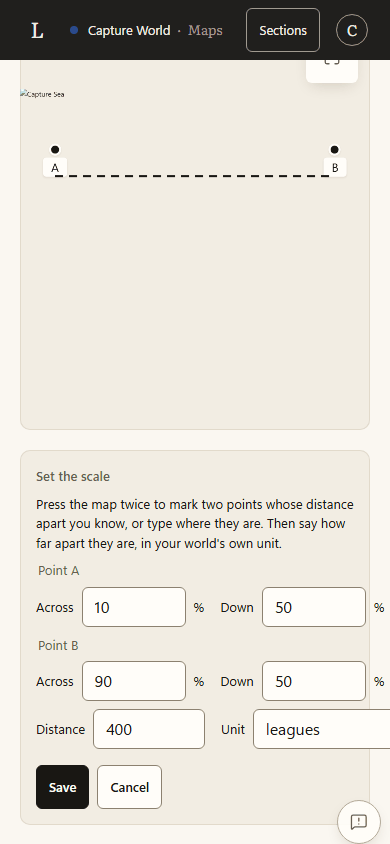 L Capture World · Maps Sections C
Capture Sea
A B
Set the scale
Press the map twice to mark two points whose distance
apart you know, or type where they are. Then say how
far apart they are, in your world's own unit.
Point A
Across 10 % Down 50 %
Point B
Across 90 % Down 50 %
Distance 400 Unit leagues
Save Cancel